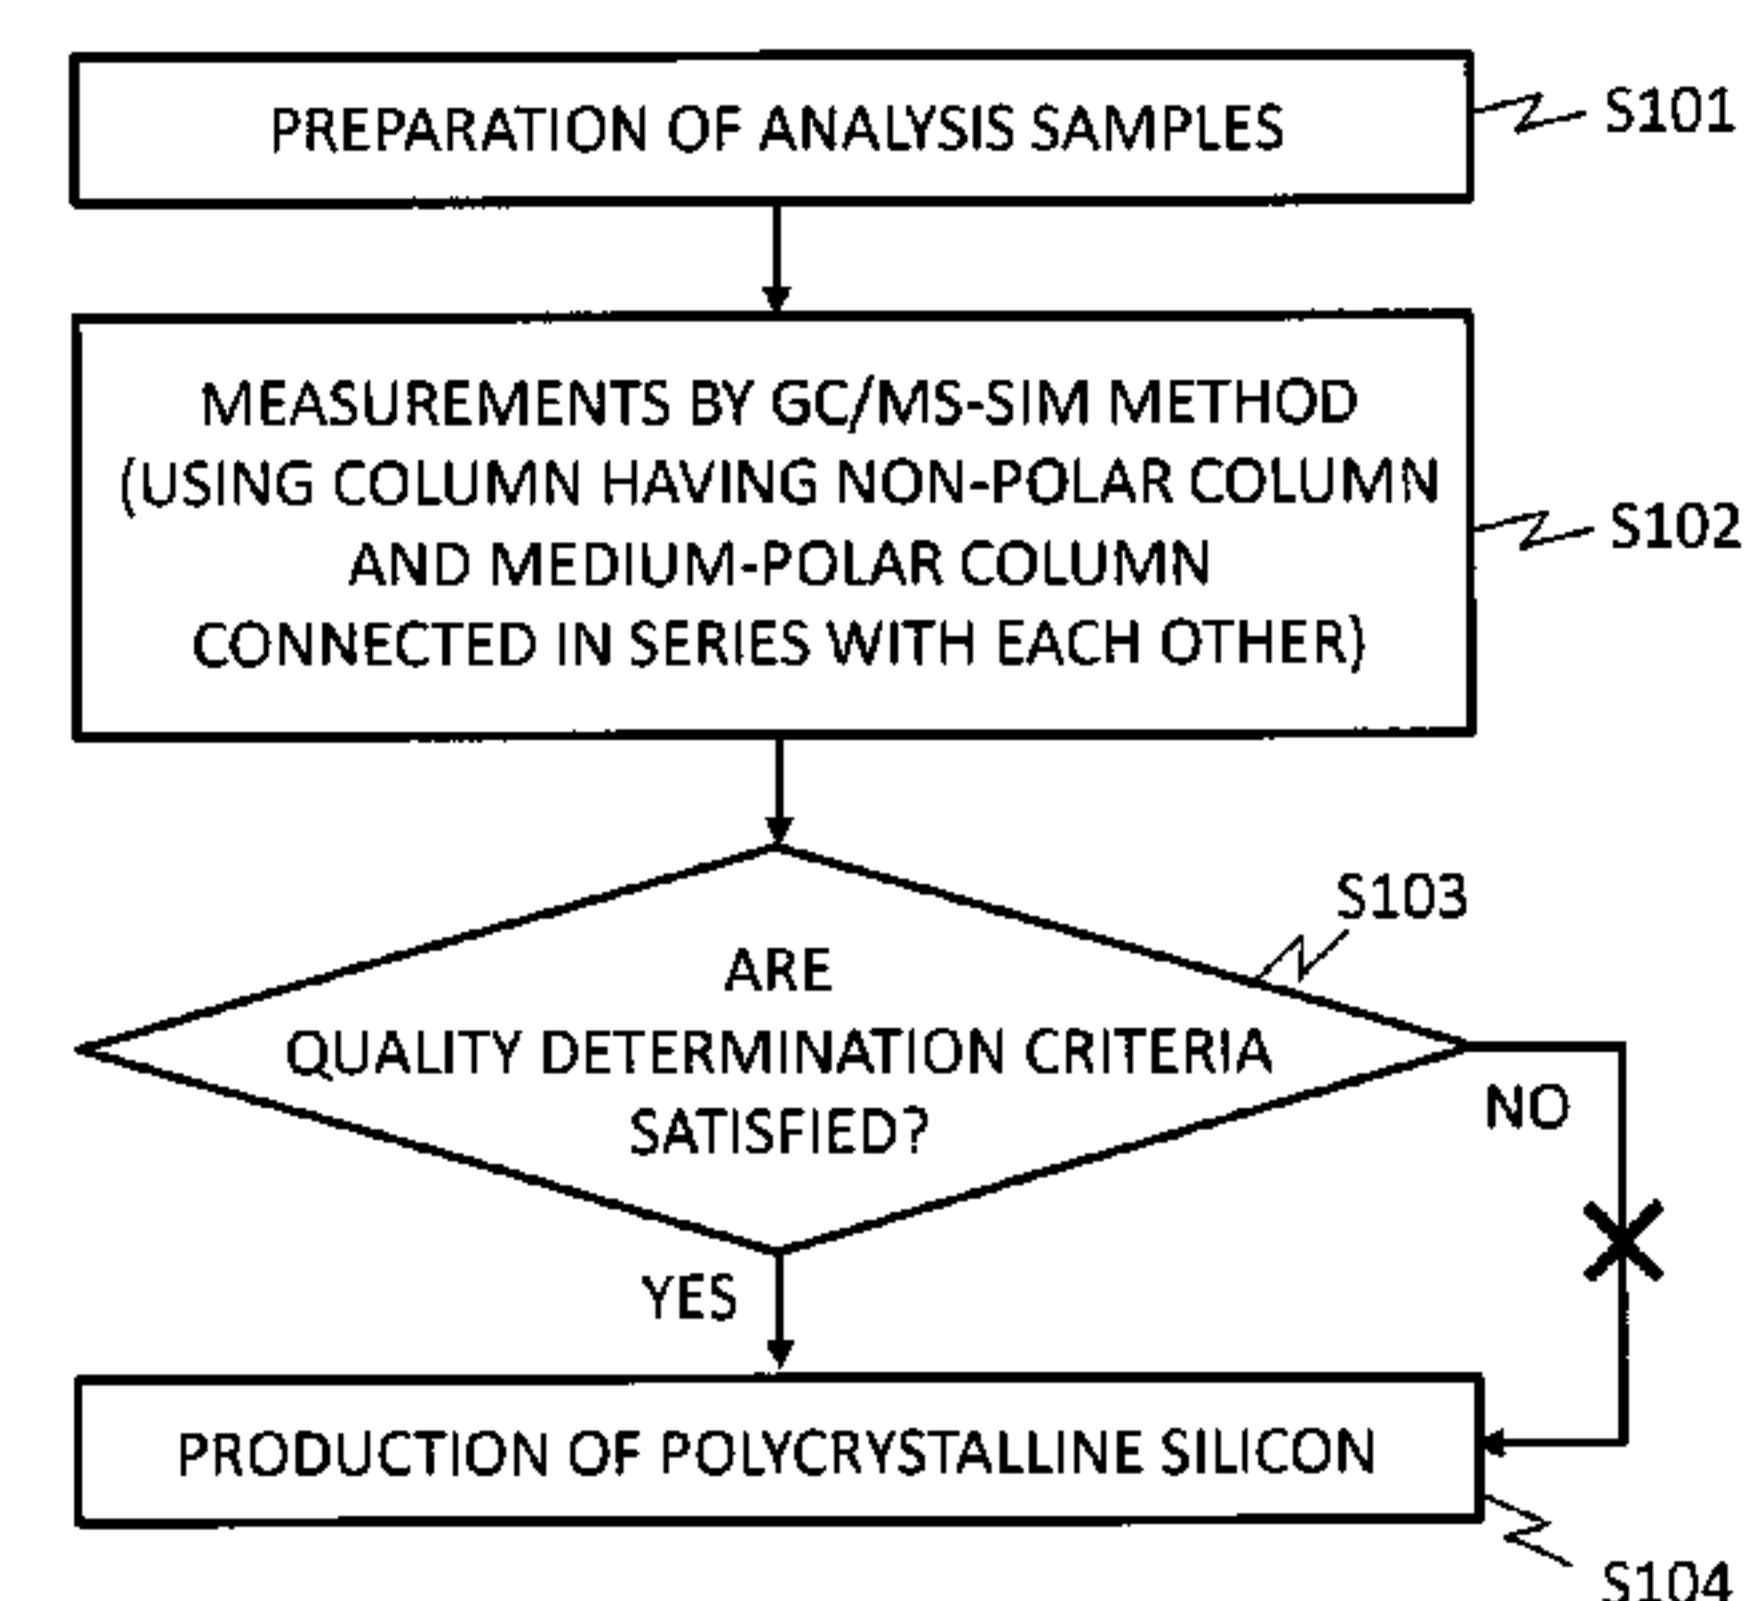 PREPARATION OF ANALYSIS SAMPLES
S101
MEASUREMENTS BY GC/MS-SIM METHOD
(USING COLUMN HAVING NON-POLAR COLUMN
AND MEDIUM-POLAR COLUMN
CONNECTED IN SERIES WITH EACH OTHER)
S102
S103
ARE
QUALITY DETERMINATION CRITERIA
SATISFIED?
NO
YES
PRODUCTION OF POLYCRYSTALLINE SILICON
S104